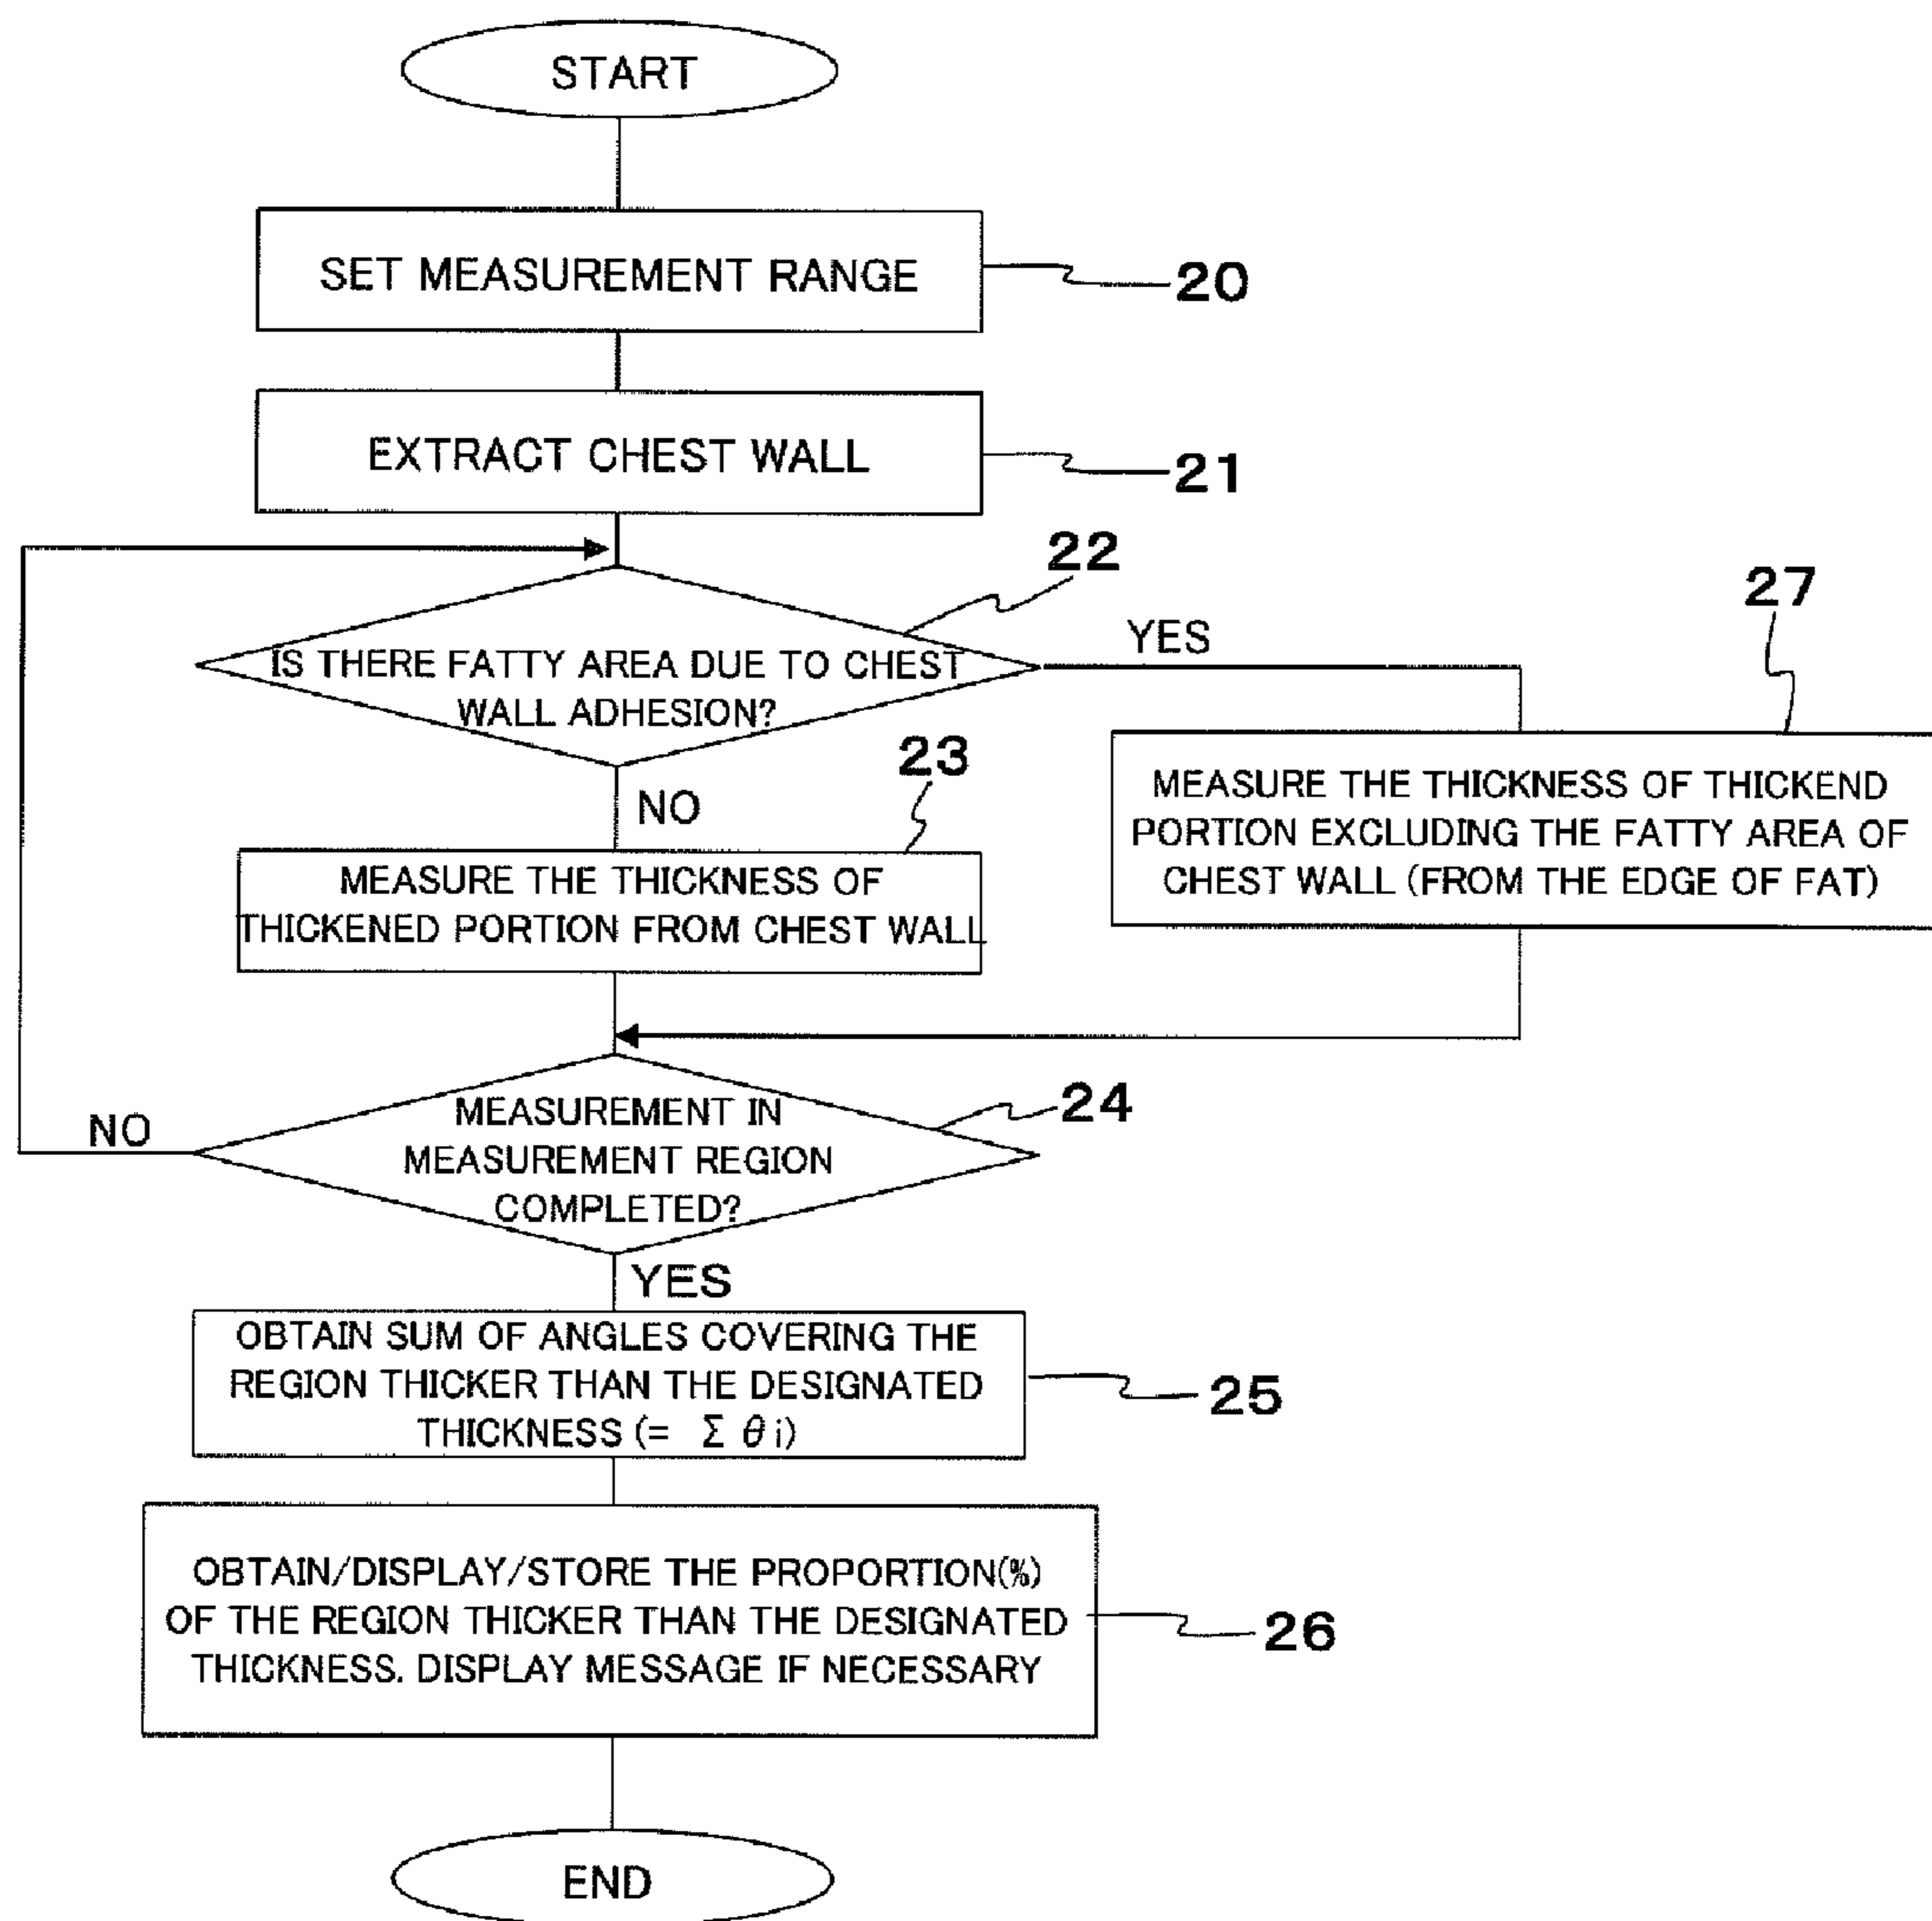 START
SET MEASUREMENT RANGE
20
EXTRACT CHEST WALL
21
22
IS THERE FATTY AREA DUE TO CHEST
WALL ADHESION?
YES
27
NO
23
MEASURE THE THICKNESS OF
THICKENED PORTION FROM CHEST WALL
MEASURE THE THICKNESS OF THICKEND
PORTION EXCLUDING THE FATTY AREA OF
CHEST WALL (FROM THE EDGE OF FAT)
24
MEASUREMENT IN
MEASUREMENT REGION
COMPLETED?
NO
YES
OBTAIN SUM OF ANGLES COVERING THE
REGION THICKER THAN THE DESIGNATED
THICKNESS (= Σ θ i)
25
OBTAIN/DISPLAY/STORE THE PROPORTION(%)
OF THE REGION THICKER THAN THE DESIGNATED
THICKNESS. DISPLAY MESSAGE IF NECESSARY
26
END